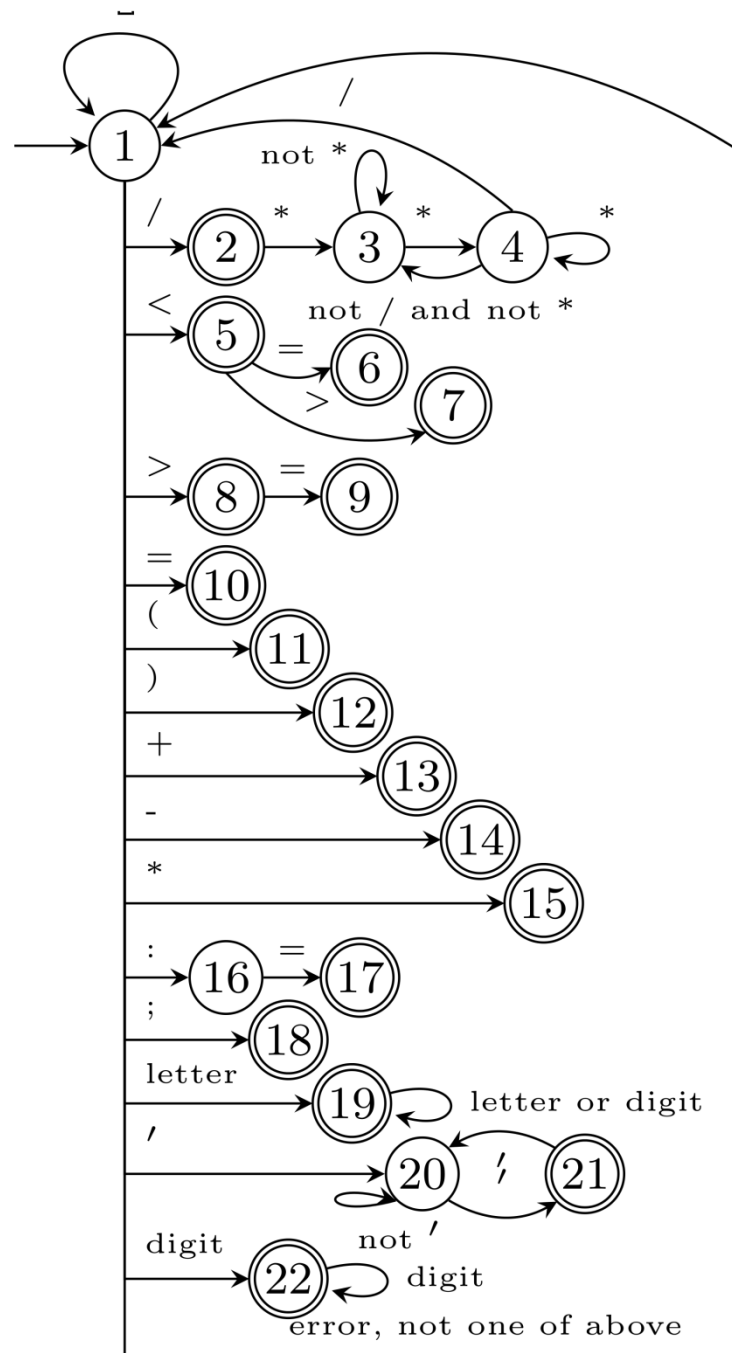 ␣
/
1
not *
/ 2 * 3 * 4 *
not / and not *
< 5 = 6
> 7
> 8 = 9
= 10
( 11
) 12
+ 13
- 14
* 15
: 16 = 17
; 18
letter 19 letter or digit
′ 20 ′ ′ 21
not ′
digit 22 digit
error, not one of above